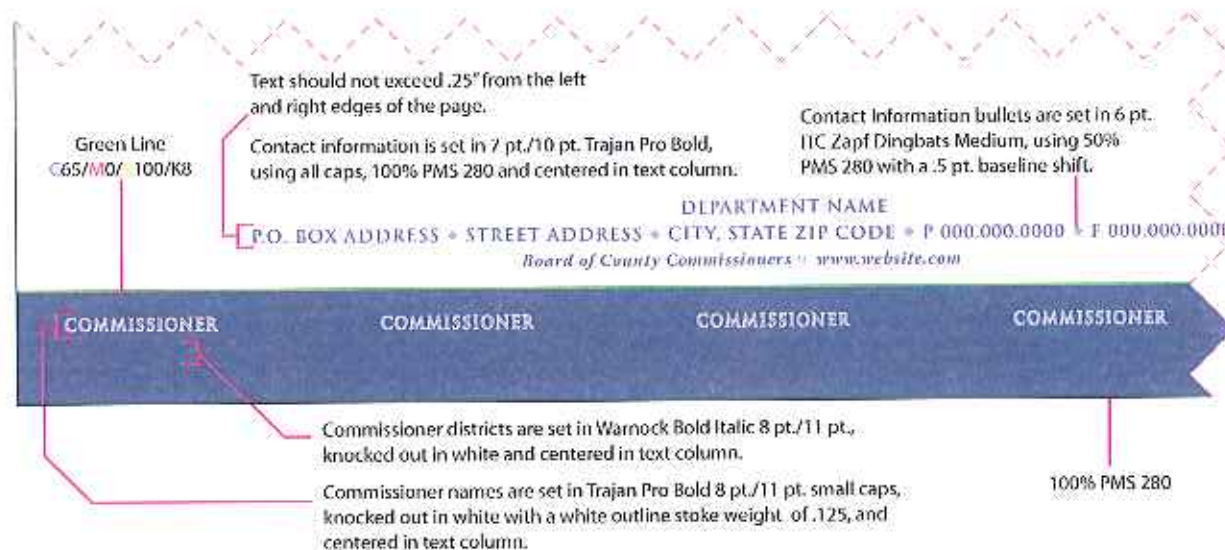 Text should not exceed .25" from the left
and right edges of the page.
Contact information is set in 7 pt./10 pt. Trajan Pro Bold,
using all caps, 100% PMS 280 and centered in text column.
Green Line
C65/M0/ 100/K8
Contact Information bullets are set in 6 pt.
ITC Zapf Dingbats Medium, using 50%
PMS 280 with a .5 pt. baseline shift.
DEPARTMENT NAME
P.O. BOX ADDRESS • STREET ADDRESS • CITY, STATE ZIP CODE • P 000.000.0000 • F 000.000.0000
Board of County Commissioners • www.website.com
COMMISSIONER COMMISSIONER COMMISSIONER COMMISSIONER
Commissioner districts are set in Warnock Bold Italic 8 pt./11 pt.,
knocked out in white and centered in text column.
Commissioner names are set in Trajan Pro Bold 8 pt./11 pt. small caps,
knocked out in white with a white outline stoke weight of .125, and
centered in text column.
100% PMS 280